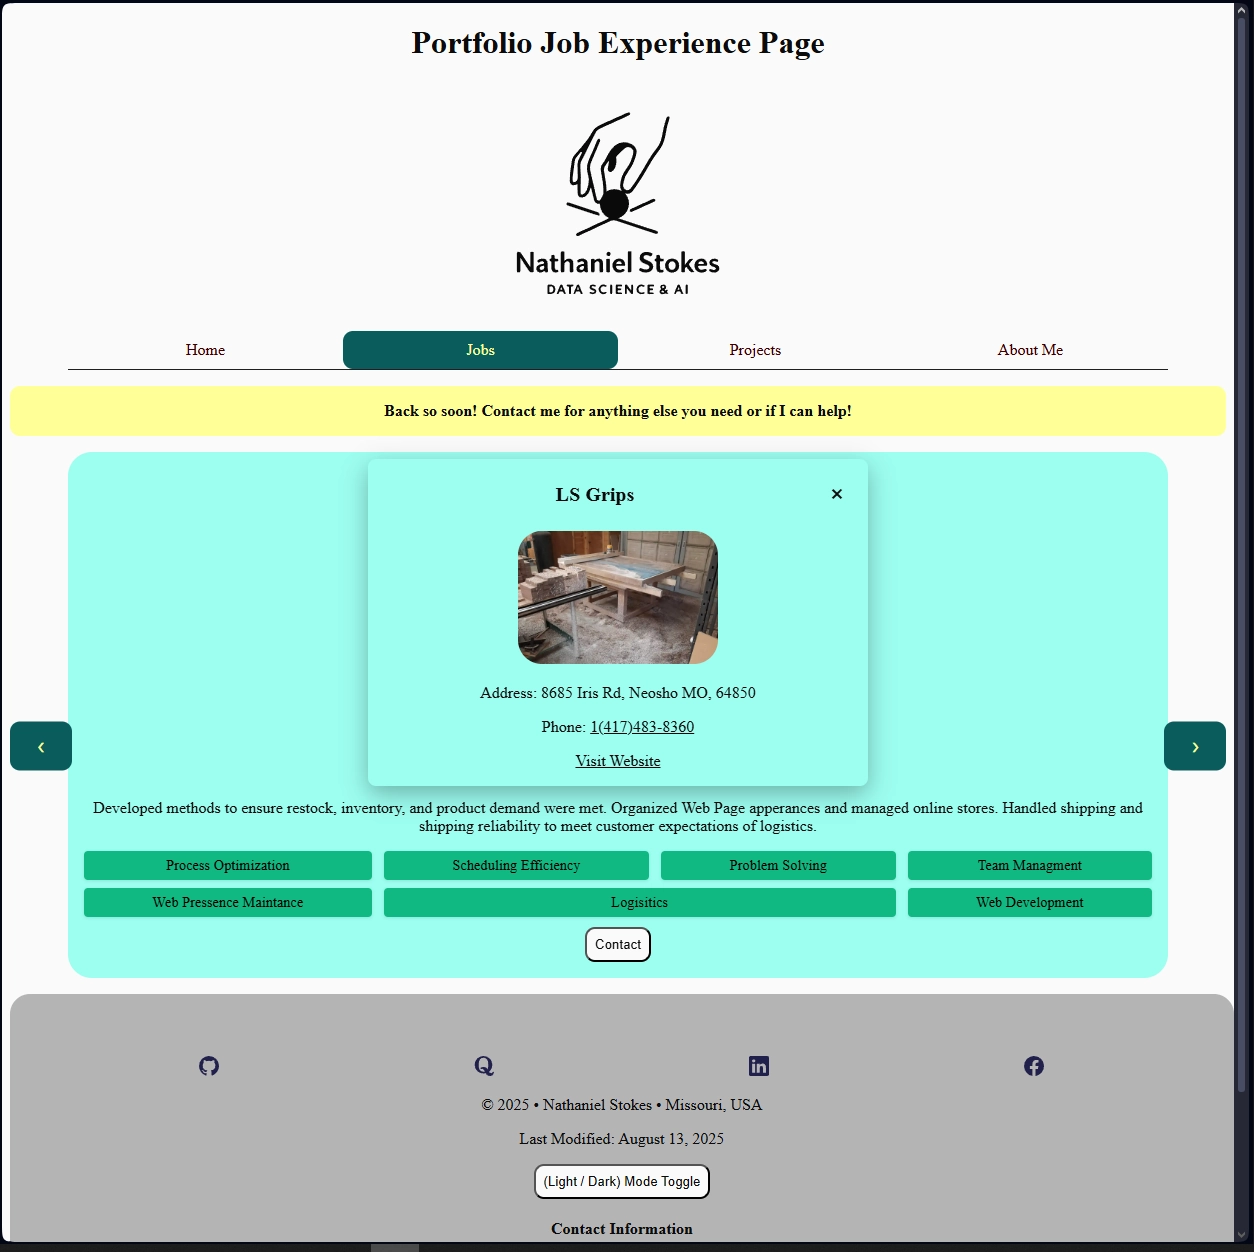 Portfolio Job Experience Page
Nathaniel Stokes
DATA SCIENCE & AI
Home Jobs Projects About Me
Back so soon! Contact me for anything else you need or if I can help!
LS Grips ×
Address: 8685 Iris Rd, Neosho MO, 64850
Phone: 1(417)483-8360
Visit Website
‹ ›
Developed methods to ensure restock, inventory, and product demand were met. Organized Web Page apperances and managed online stores. Handled shipping and
shipping reliability to meet customer expectations of logistics.
Process Optimization Scheduling Efficiency Problem Solving Team Managment
Web Pressence Maintance Logisitics Web Development
Contact
© 2025 • Nathaniel Stokes • Missouri, USA
Last Modified: August 13, 2025
(Light / Dark) Mode Toggle
Contact Information